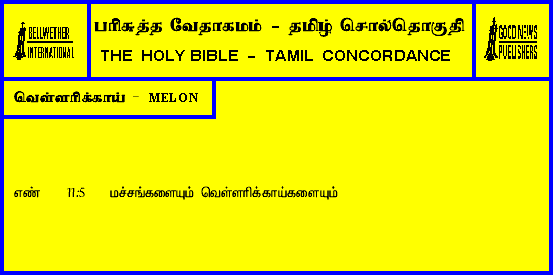 BELLWETHER
INTERNATIONAL
பரிசுத்த வேதாகமம் - தமிழ் சொல்தொகுதி
THE HOLY BIBLE - TAMIL CONCORDANCE
GOOD NEWS
PUBLISHERS
வெள்ளரிக்காய் - MELON
எண் 11:5 மச்சங்களையும் வெள்ளரிக்காய்களையும்